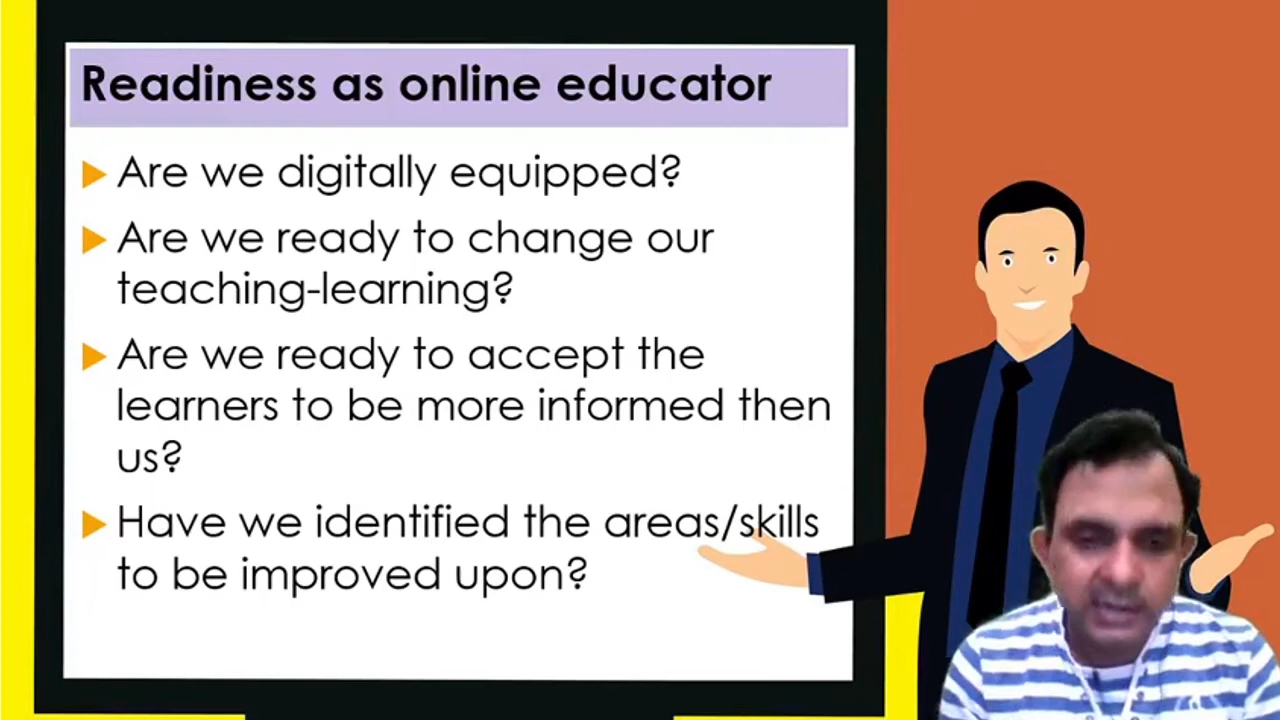 Readiness as online educator
Are we digitally equipped?
Are we ready to change our
teaching-learning?
Are we ready to accept the
learners to be more informed then
us?
Have we identified the areas/skills
to be improved upon?